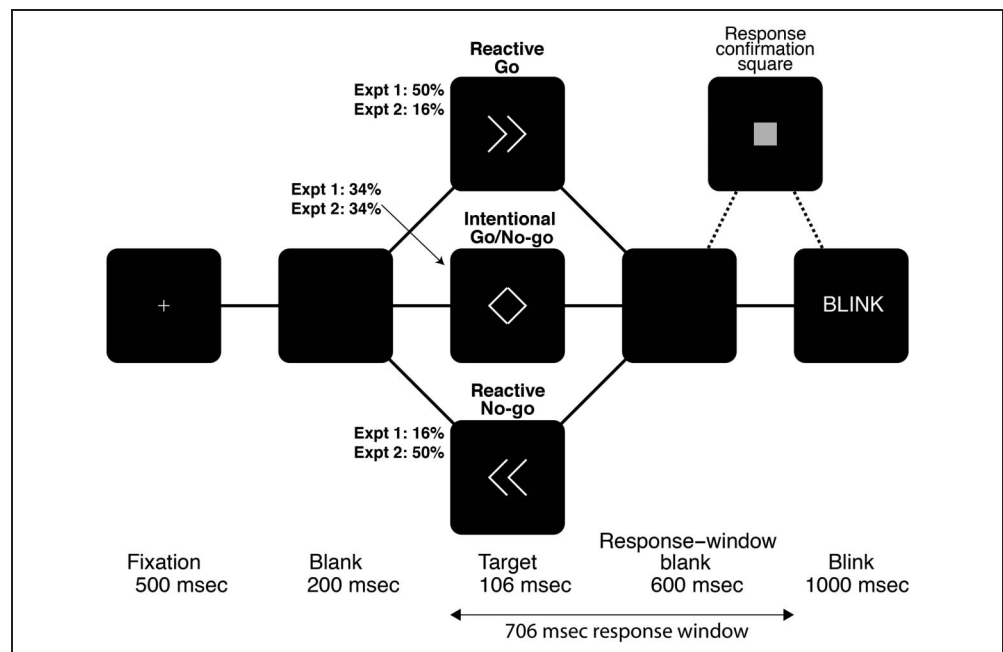 Reactive
Go
Expt 1: 50%
Expt 2: 16%
Response
confirmation
square
Expt 1: 34%
Expt 2: 34%
Intentional
Go/No-go
+
BLINK
Reactive
No-go
Expt 1: 16%
Expt 2: 50%
Fixation
500 msec
Blank
200 msec
Target
106 msec
Response-window
blank
600 msec
Blink
1000 msec
706 msec response window